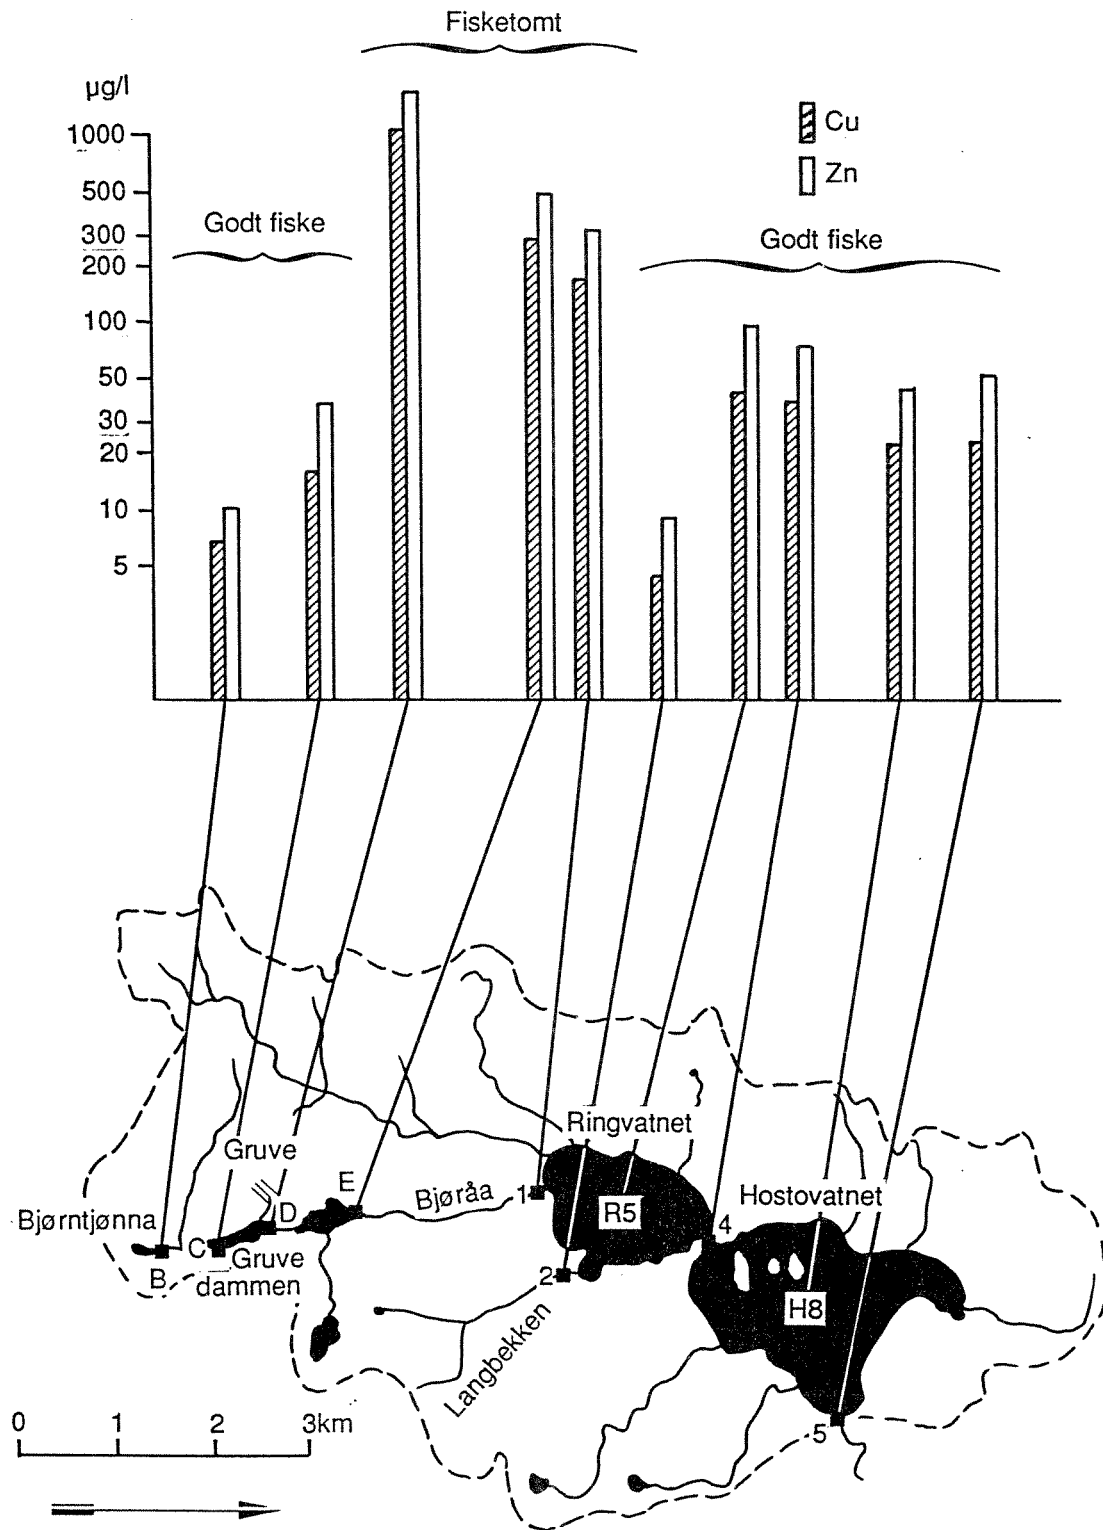 Fisketomt
µg/l
1000
500
300
200
100
50
30
20
10
5
Cu
Zn
Godt fiske
Godt fiske
Ringvatnet
Gruve
E
Bjøråa
1
R5
Hostovatnet
4
Bjørntjønna
D
C
B
Gruve
dammen
2
H8
Langbekken
5
0 1 2 3km